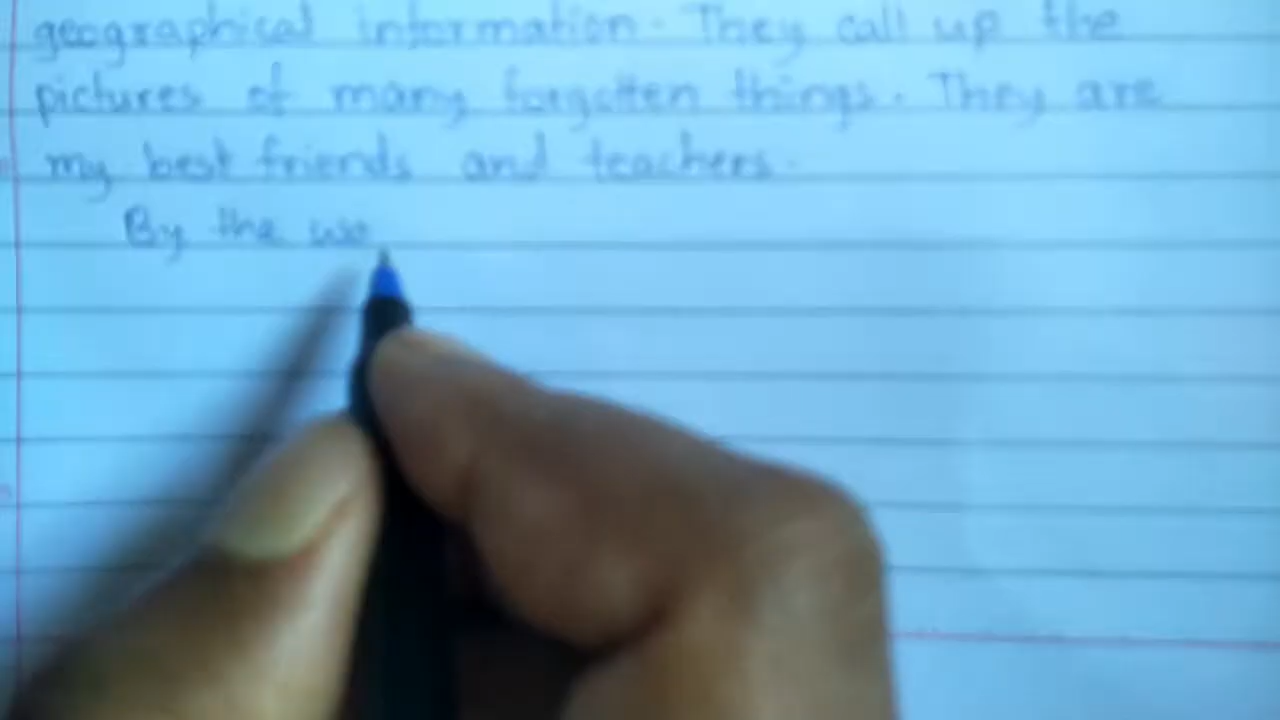 geographical information. They call up the
pictures of many forgotten things. They are
my best friends and teachers.
By the wa